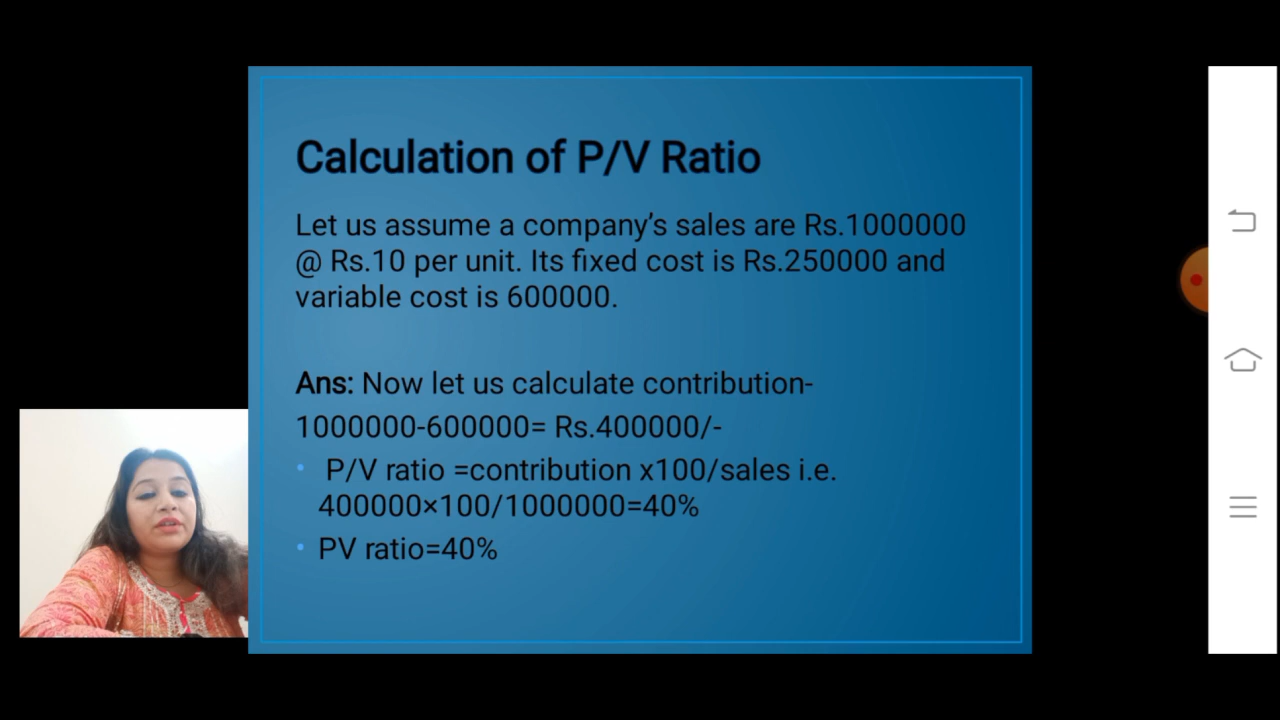 Calculation of P/V Ratio
Let us assume a company’s sales are Rs.1000000
@ Rs.10 per unit. Its fixed cost is Rs.250000 and
variable cost is 600000.
Ans: Now let us calculate contribution-
1000000-600000= Rs.400000/-
• P/V ratio =contribution x100/sales i.e.
400000×100/1000000=40%
• PV ratio=40%